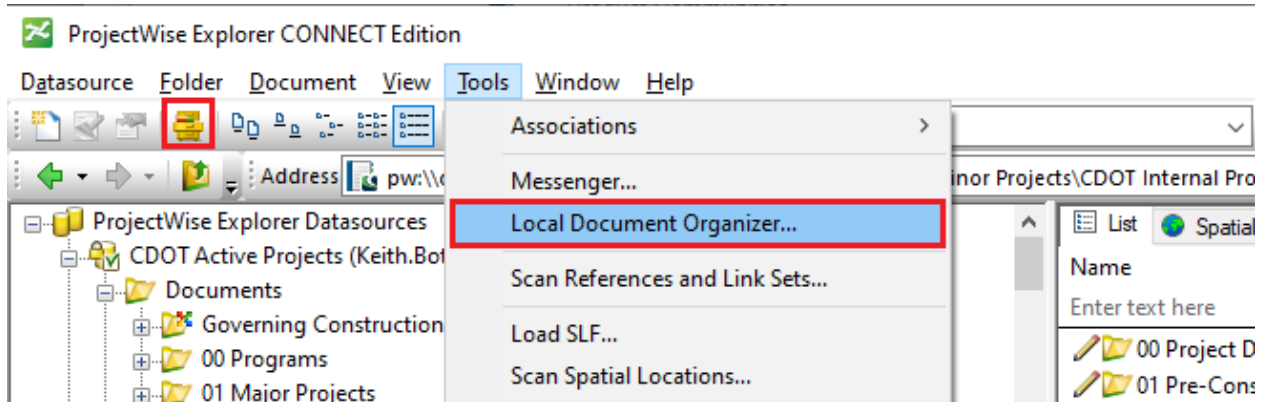 ProjectWise Explorer CONNECT Edition
Datasource Folder Document View Tools Window Help
Associations
Address pw:\\
Messenger...
inor Projects\CDOT Internal Pro
ProjectWise Explorer Datasources
Local Document Organizer...
List Spatial
CDOT Active Projects (Keith.Bot
Name
Documents
Scan References and Link Sets...
Enter text here
Governing Construction
Load SLF...
00 Programs
00 Project D
Scan Spatial Locations...
01 Major Projects
01 Pre-Cons